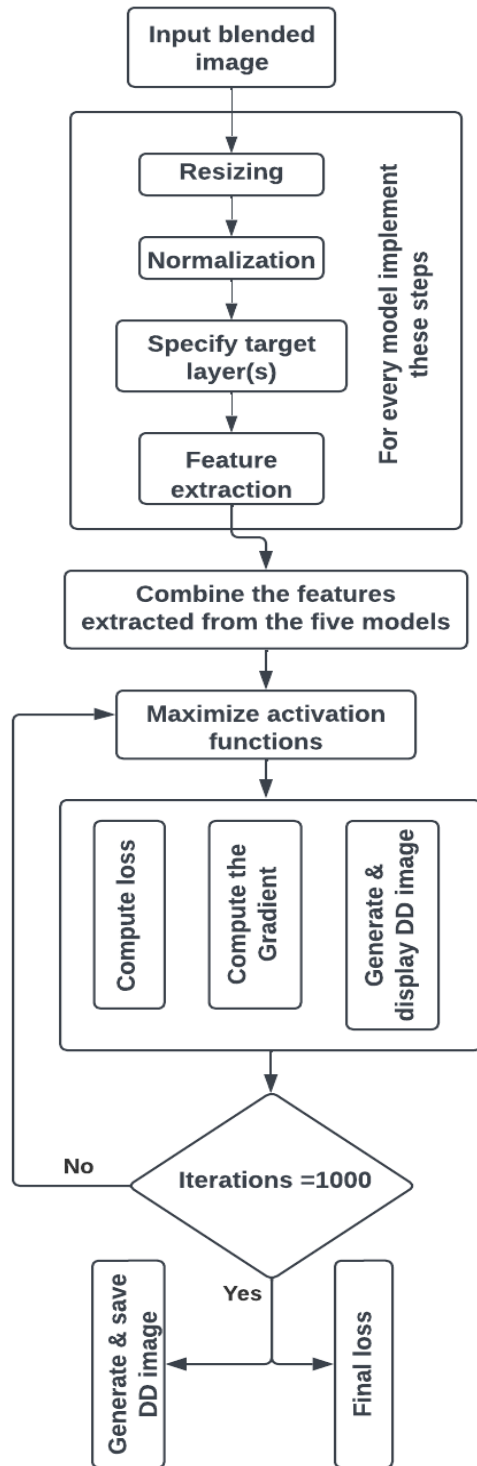 Input blended
image
Resizing
Normalization
Specify target
layer(s)
Feature
extraction
For every model implement
these steps
Combine the features
extracted from the five models
Maximize activation
functions
Compute loss
Compute the
Gradient
Generate &
display DD image
Iterations =1000
No
Yes
Generate & save
DD image
Final loss